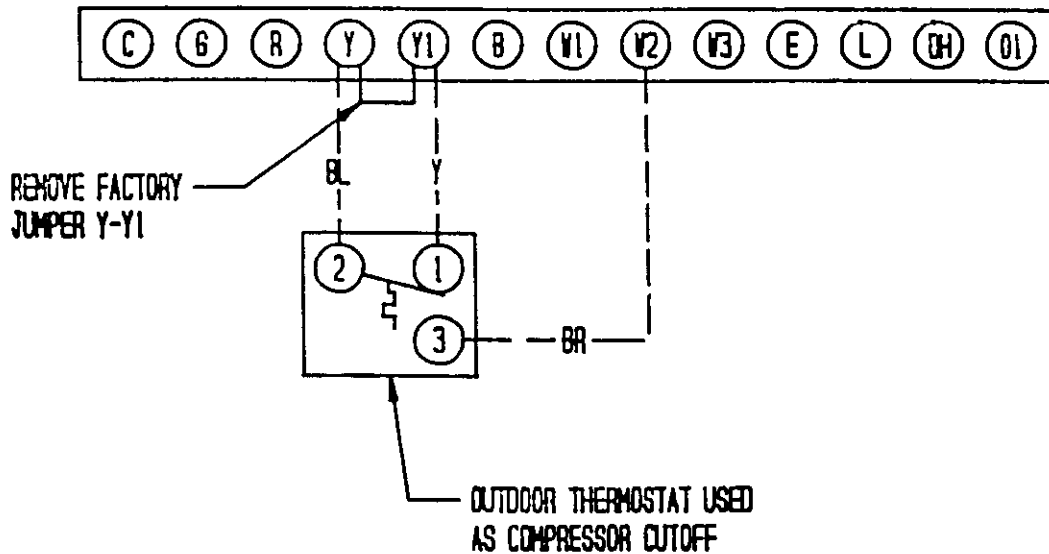 C G R Y Y1 B W1 W2 W3 E L OH O1
REMOVE FACTORY
JUMPER Y-Y1
BL Y
2 1
3 BR
OUTDOOR THERMOSTAT USED
AS COMPRESSOR CUTOFF